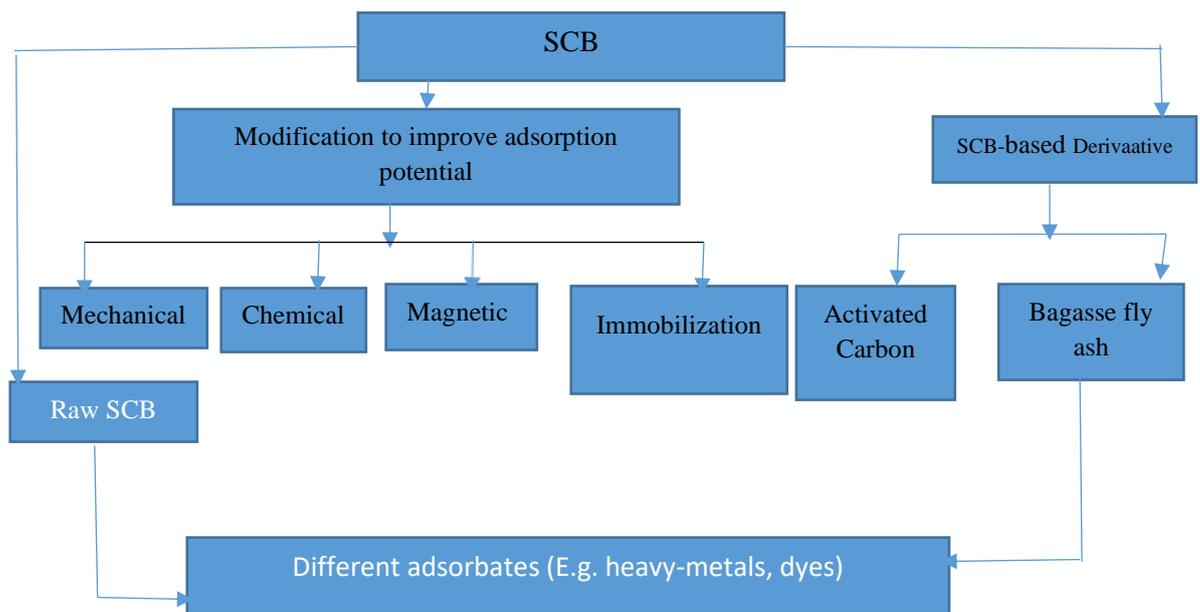 SCB
Modification to improve adsorption
potential
SCB-based Derivaative
Mechanical
Chemical
Magnetic
Immobilization
Activated
Carbon
Bagasse fly
ash
Raw SCB
Different adsorbates (E.g. heavy-metals, dyes)